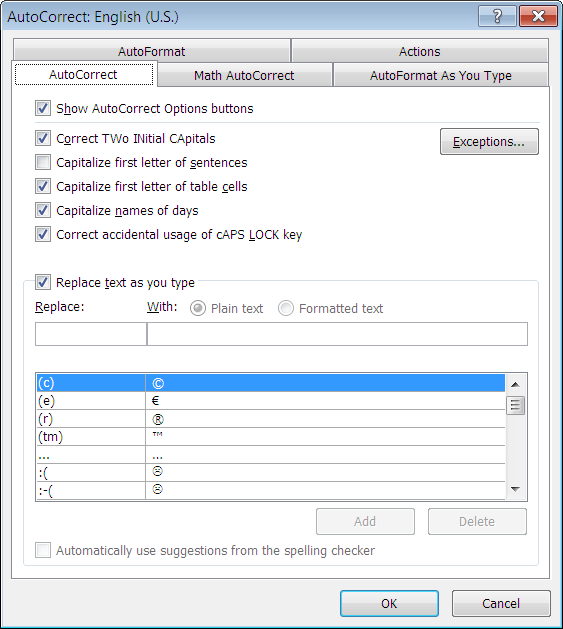 AutoCorrect: English (U.S.)
AutoFormat Actions
AutoCorrect Math AutoCorrect AutoFormat As You Type
Show AutoCorrect Options buttons
Correct TWo INitial CApitals Exceptions...
Capitalize first letter of sentences
Capitalize first letter of table cells
Capitalize names of days
Correct accidental usage of cAPS LOCK key
Replace text as you type
Replace: With: Plain text Formatted text
(c) ©
(e) €
(r) ®
(tm) ™
... …
:( ☹
:-( ☹
Add Delete
Automatically use suggestions from the spelling checker
OK Cancel